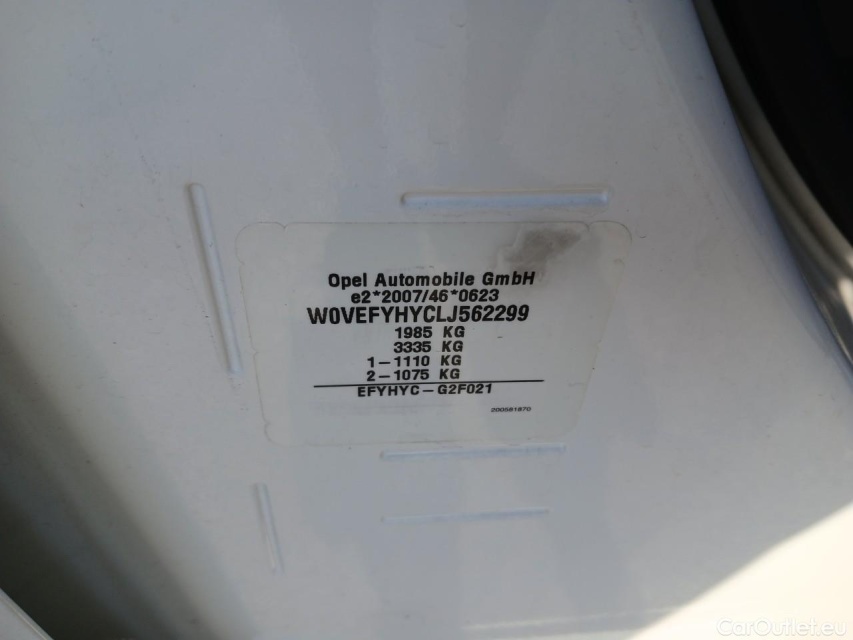 Opel Automobile GmbH
e2*2007/46*0623
W0VEFYHYCLJ562299
1985 KG
3335 KG
1-1110 KG
2-1075 KG
EFYHYC-G2F021
200581870
CarOutlet.eu